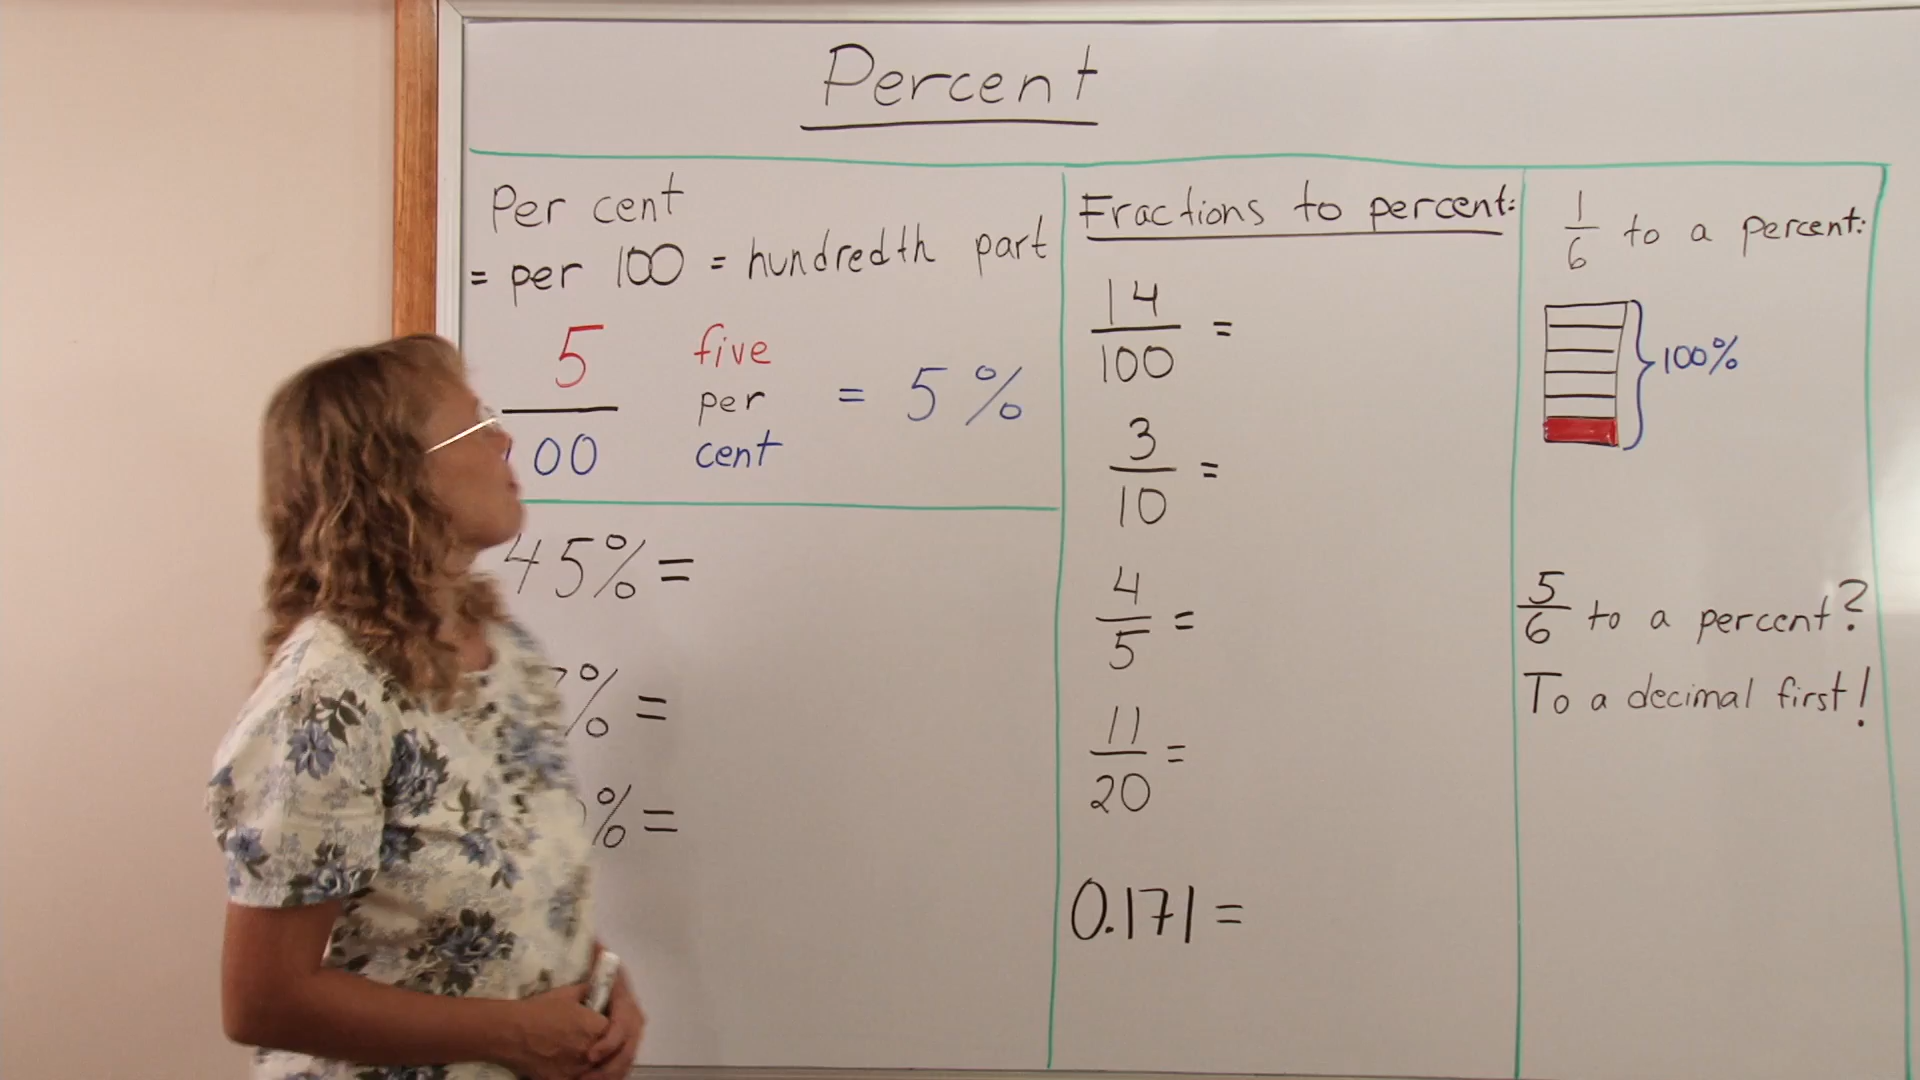 Percent
Per cent
= per 100 = hundredth part
5 five
per = 5%
100 cent
45% =
% =
% =
Fractions to percent:
14/100 =
3/10 =
4/5 =
11/20 =
0.171 =
1/6 to a percent:
100%
5/6 to a percent?
To a decimal first!